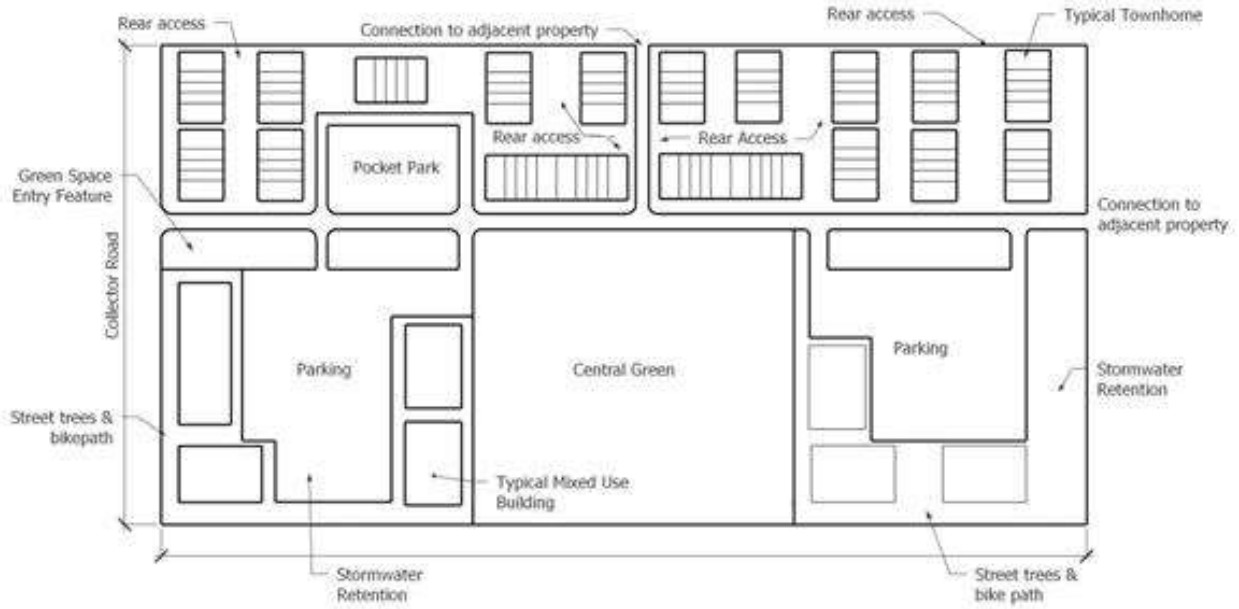 Rear access
Connection to adjacent property
Rear access
Typical Townhome
Rear access
Rear Access
Pocket Park
Green Space
Entry Feature
Connection to
adjacent property
Collector Road
Parking
Central Green
Parking
Stormwater
Retention
Street trees &
bikepath
Typical Mixed Use
Building
Stormwater
Retention
Street trees &
bike path